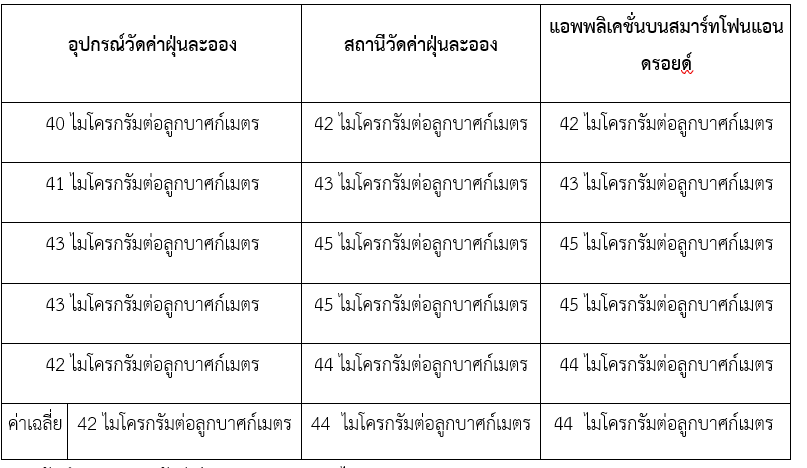 อุปกรณ์วัดค่าฝุ่นละออง สถานีวัดค่าฝุ่นละออง แอพพลิเคชั่นบนสมาร์ทโฟนแอน
ดรอยด์
40 ไมโครกรัมต่อลูกบาศก์เมตร 42 ไมโครกรัมต่อลูกบาศก์เมตร 42 ไมโครกรัมต่อลูกบาศก์เมตร
41 ไมโครกรัมต่อลูกบาศก์เมตร 43 ไมโครกรัมต่อลูกบาศก์เมตร 43 ไมโครกรัมต่อลูกบาศก์เมตร
43 ไมโครกรัมต่อลูกบาศก์เมตร 45 ไมโครกรัมต่อลูกบาศก์เมตร 45 ไมโครกรัมต่อลูกบาศก์เมตร
43 ไมโครกรัมต่อลูกบาศก์เมตร 45 ไมโครกรัมต่อลูกบาศก์เมตร 45 ไมโครกรัมต่อลูกบาศก์เมตร
42 ไมโครกรัมต่อลูกบาศก์เมตร 44 ไมโครกรัมต่อลูกบาศก์เมตร 44 ไมโครกรัมต่อลูกบาศก์เมตร
ค่าเฉลี่ย 42 ไมโครกรัมต่อลูกบาศก์เมตร 44 ไมโครกรัมต่อลูกบาศก์เมตร 44 ไมโครกรัมต่อลูกบาศก์เมตร